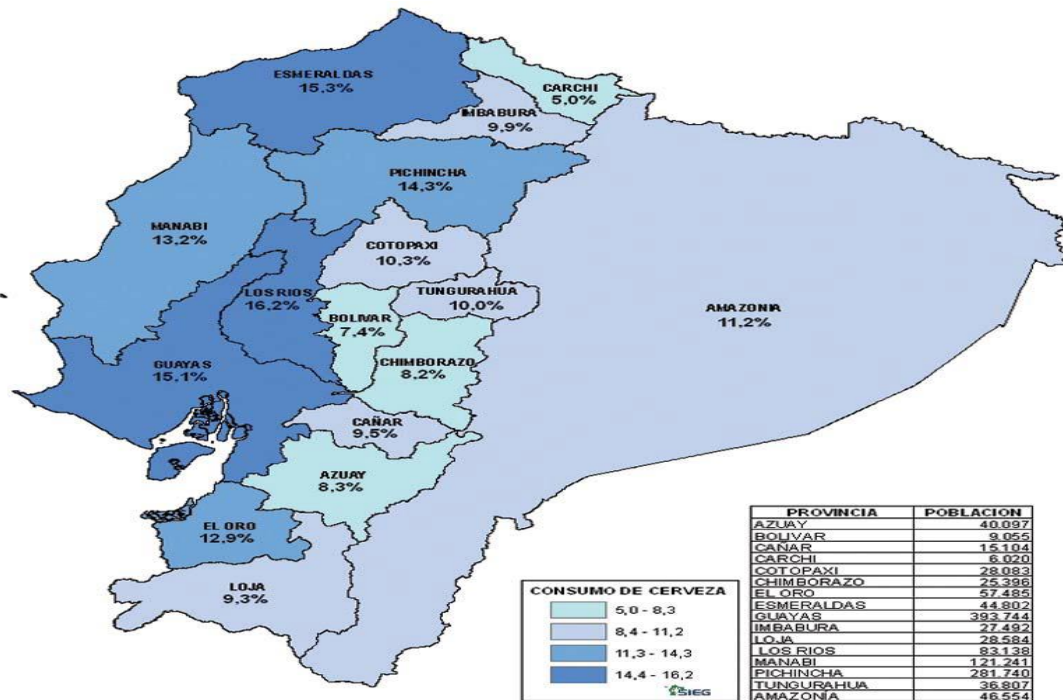 ESMERALDAS
15,3%
CARCHI
5,0%
IMBABURA
9,9%
PICHINCHA
14,3%
MANABI
13,2%
COTOPAXI
10,3%
LOS RIOS
16,2%
TUNGURAHUA
10,0%
BOLIVAR
7,4%
AMAZONIA
11,2%
GUAYAS
15,1%
CHIMBORAZO
8,2%
CAÑAR
9,5%
AZUAY
8,3%
EL ORO
12,9%
LOJA
9,3%
CONSUMO DE CERVEZA
5,0 - 8,3
8,4 - 11,2
11,3 - 14,3
14,4 - 16,2
SIEG
PROVINCIA POBLACION
AZUAY 40.097
BOLIVAR 9.055
CAÑAR 15.104
CARCHI 6.020
COTOPAXI 28.083
CHIMBORAZO 25.396
EL ORO 57.485
ESMERALDAS 44.802
GUAYAS 393.744
IMBABURA 27.492
LOJA 28.584
LOS RIOS 83.138
MANABI 121.241
PICHINCHA 281.740
TUNGURAHUA 36.807
AMAZONIA 46.554